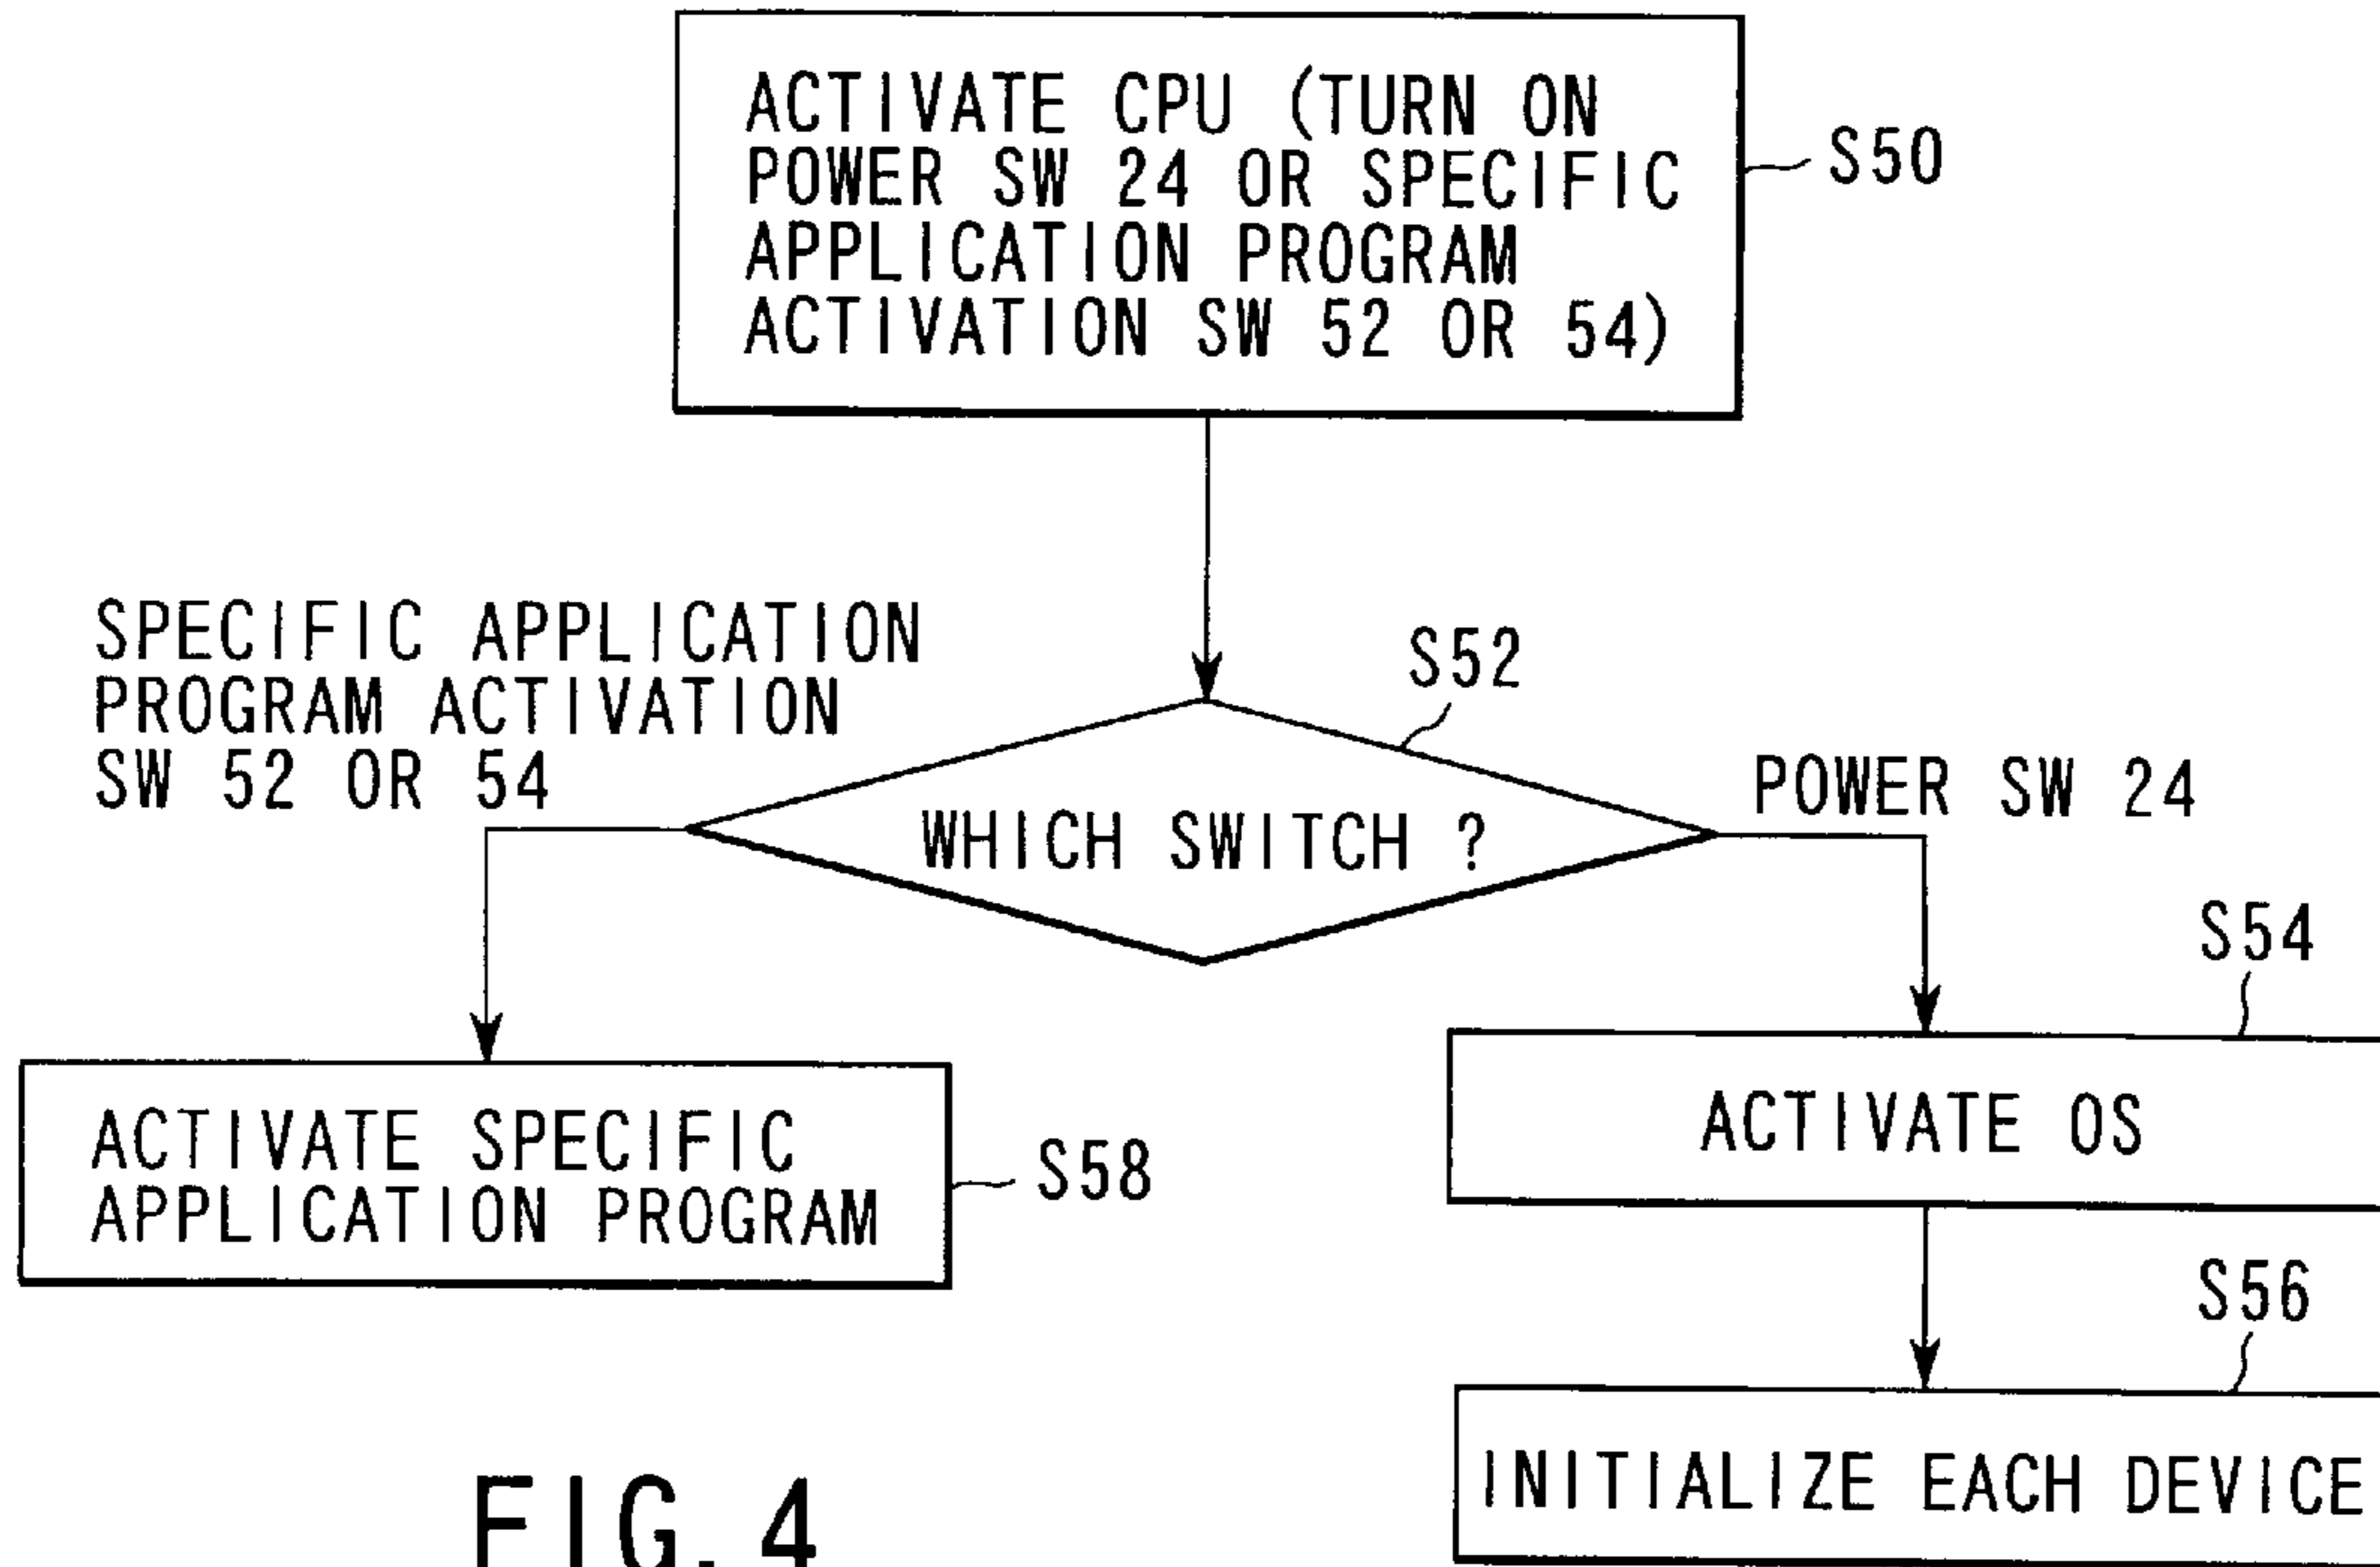 ACTIVATE CPU (TURN ON
POWER SW 24 OR SPECIFIC
APPLICATION PROGRAM
ACTIVATION SW 52 OR 54)
S50
SPECIFIC APPLICATION
PROGRAM ACTIVATION
SW 52 OR 54
S52
WHICH SWITCH ?
POWER SW 24
S54
ACTIVATE OS
ACTIVATE SPECIFIC
APPLICATION PROGRAM
S58
S56
INITIALIZE EACH DEVICE
FIG. 4